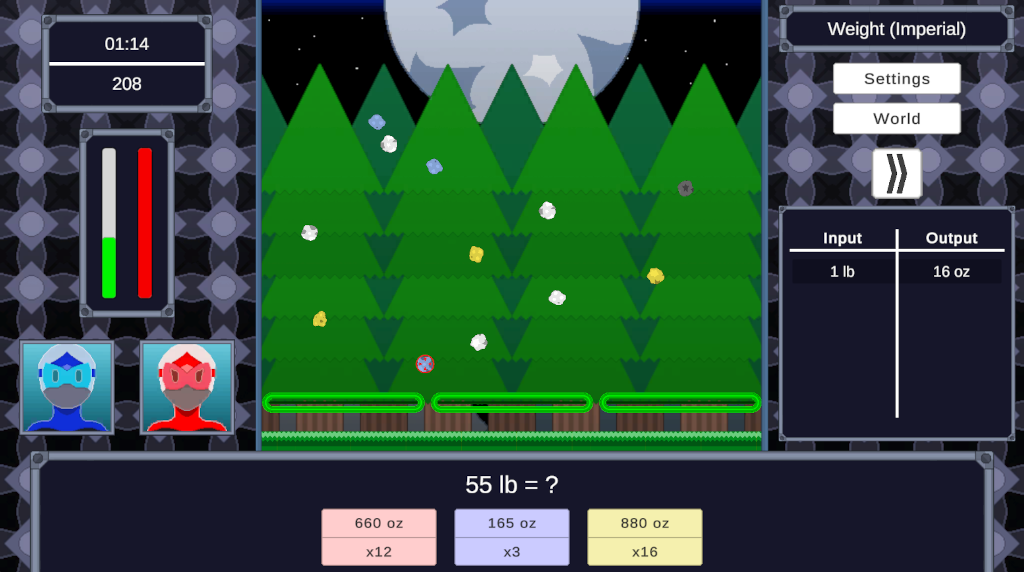 01:14
208
Weight (Imperial)
Settings
World
Input Output
1 lb 16 oz
55 lb = ?
660 oz 165 oz 880 oz
x12 x3 x16